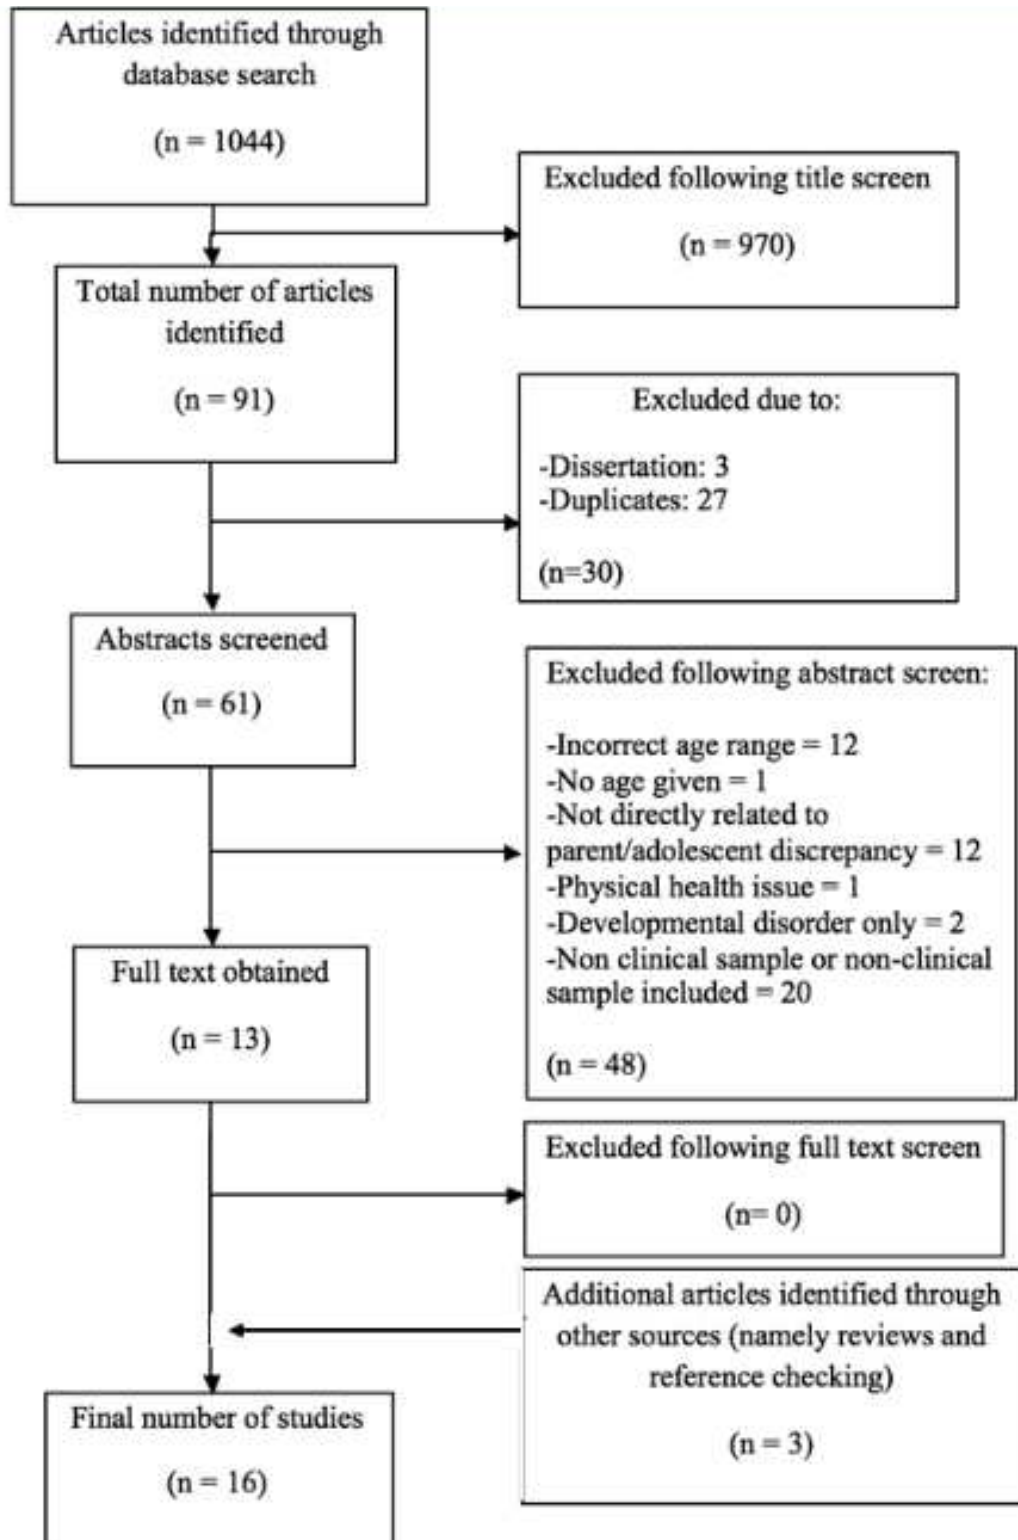 Articles identified through
database search
(n = 1044)
Excluded following title screen
(n = 970)
Total number of articles
identified
(n = 91)
Excluded due to:
-Dissertation: 3
-Duplicates: 27
(n=30)
Abstracts screened
(n = 61)
Excluded following abstract screen:
-Incorrect age range = 12
-No age given = 1
-Not directly related to
parent/adolescent discrepancy = 12
-Physical health issue = 1
-Developmental disorder only = 2
-Non clinical sample or non-clinical
sample included = 20
(n = 48)
Full text obtained
(n = 13)
Excluded following full text screen
(n= 0)
Additional articles identified through
other sources (namely reviews and
reference checking)
(n = 3)
Final number of studies
(n = 16)